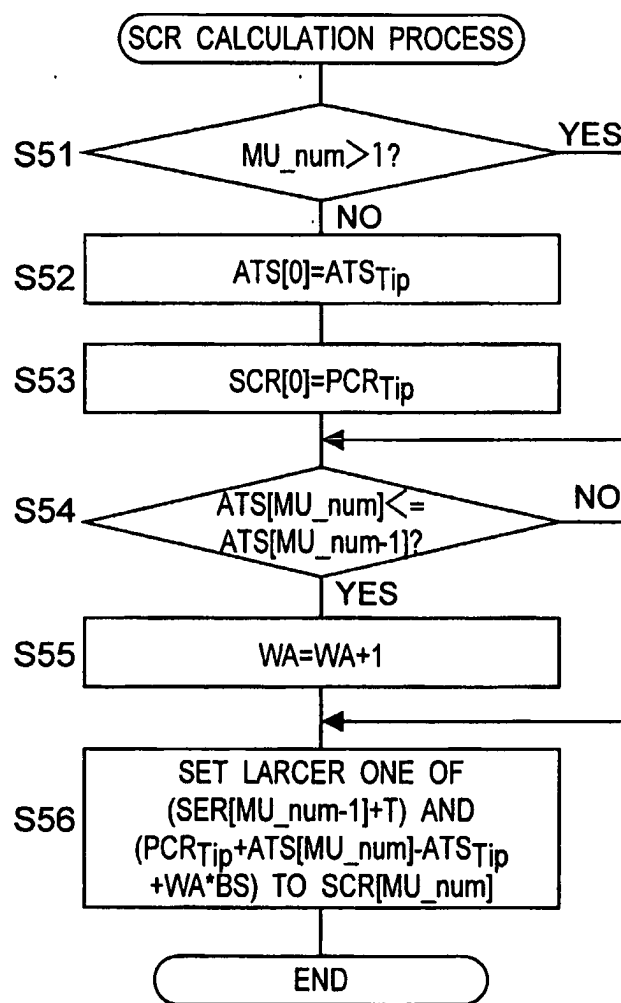 SCR CALCULATION PROCESS
S51
MU_num>1?
YES
NO
S52
ATS[0]=ATSTip
S53
SCR[0]=PCRTip
S54
ATS[MU_num]<=
ATS[MU_num-1]?
NO
YES
S55
WA=WA+1
S56
SET LARCER ONE OF
(SER[MU_num-1]+T) AND
(PCRTip+ATS[MU_num]-ATSTip
+WA*BS) TO SCR[MU_num]
END